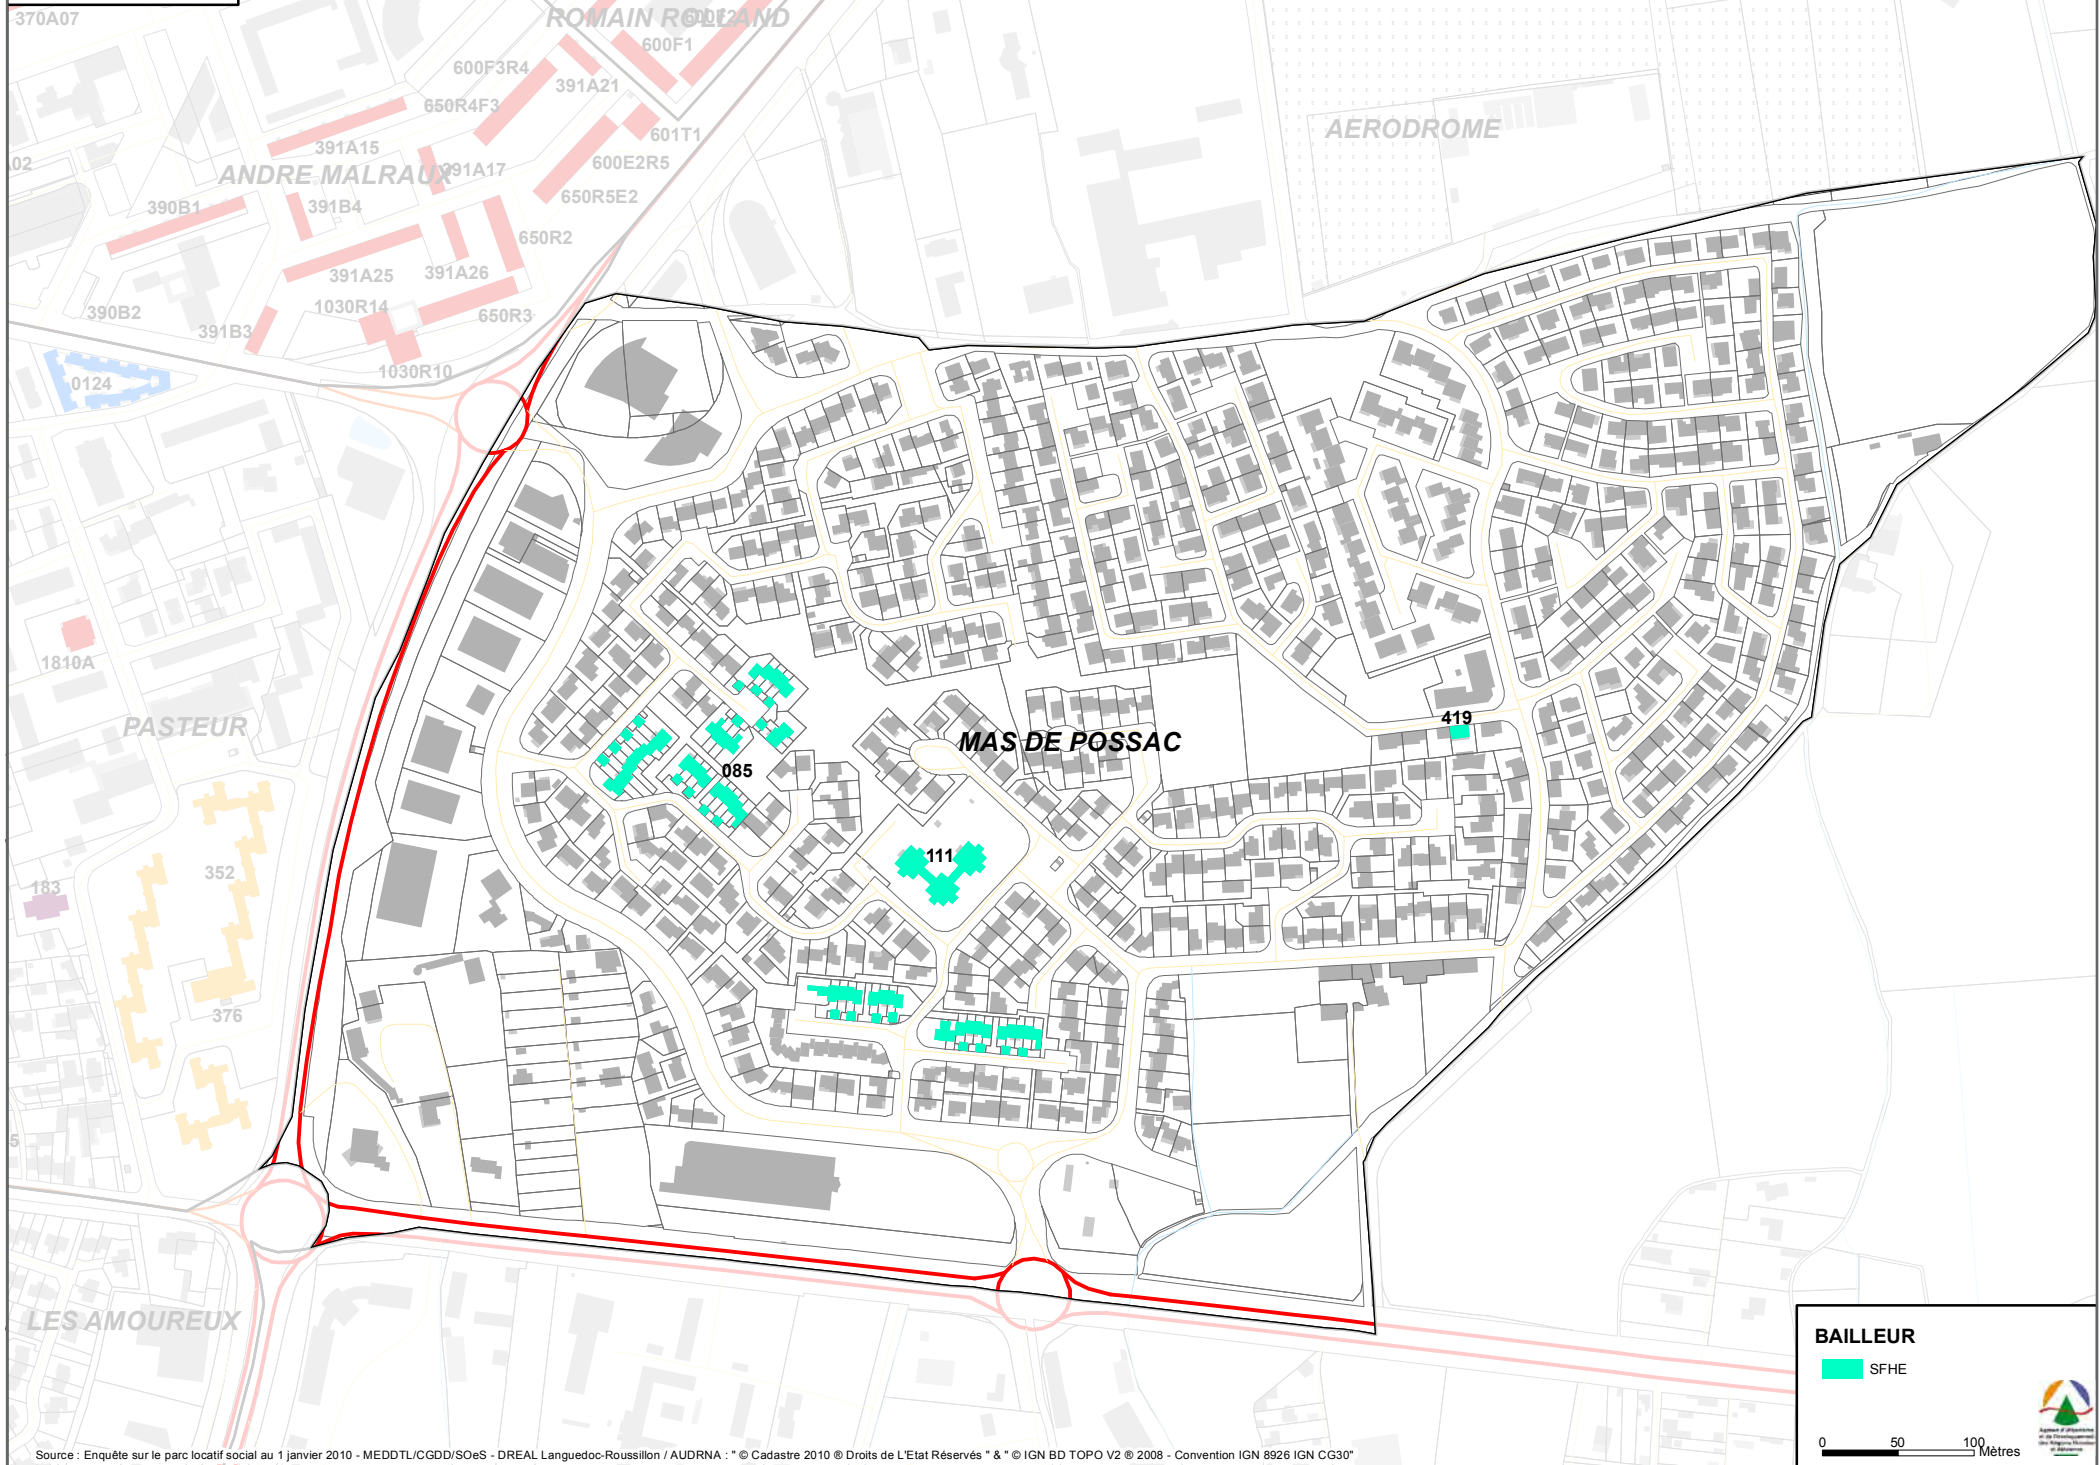 370A07
ROMAIN ROLLAND
600F1
600F3R4
391A21
650R4F3
601T1
391A15
600E2R5
ANDRE MALRAUX
391A17
AERODROME
650R5E2
390B1
391B4
650R2
391A25
391A26
390B2
1030R14
650R3
391B3
1030R10
0124
1810A
PASTEUR
419
MAS DE POSSAC
085
111
352
183
376
LES AMOUREUX
BAILLEUR
SFHE
0 50 100 Mètres
Source : Enquête sur le parc locatif social au 1 janvier 2010 - MEDDTL/CGDD/SOeS - DREAL Languedoc-Roussillon / AUDRNA : " © Cadastre 2010 ® Droits de L'Etat Réservés " & " © IGN BD TOPO V2 ® 2008 - Convention IGN 8926 IGN CG30"